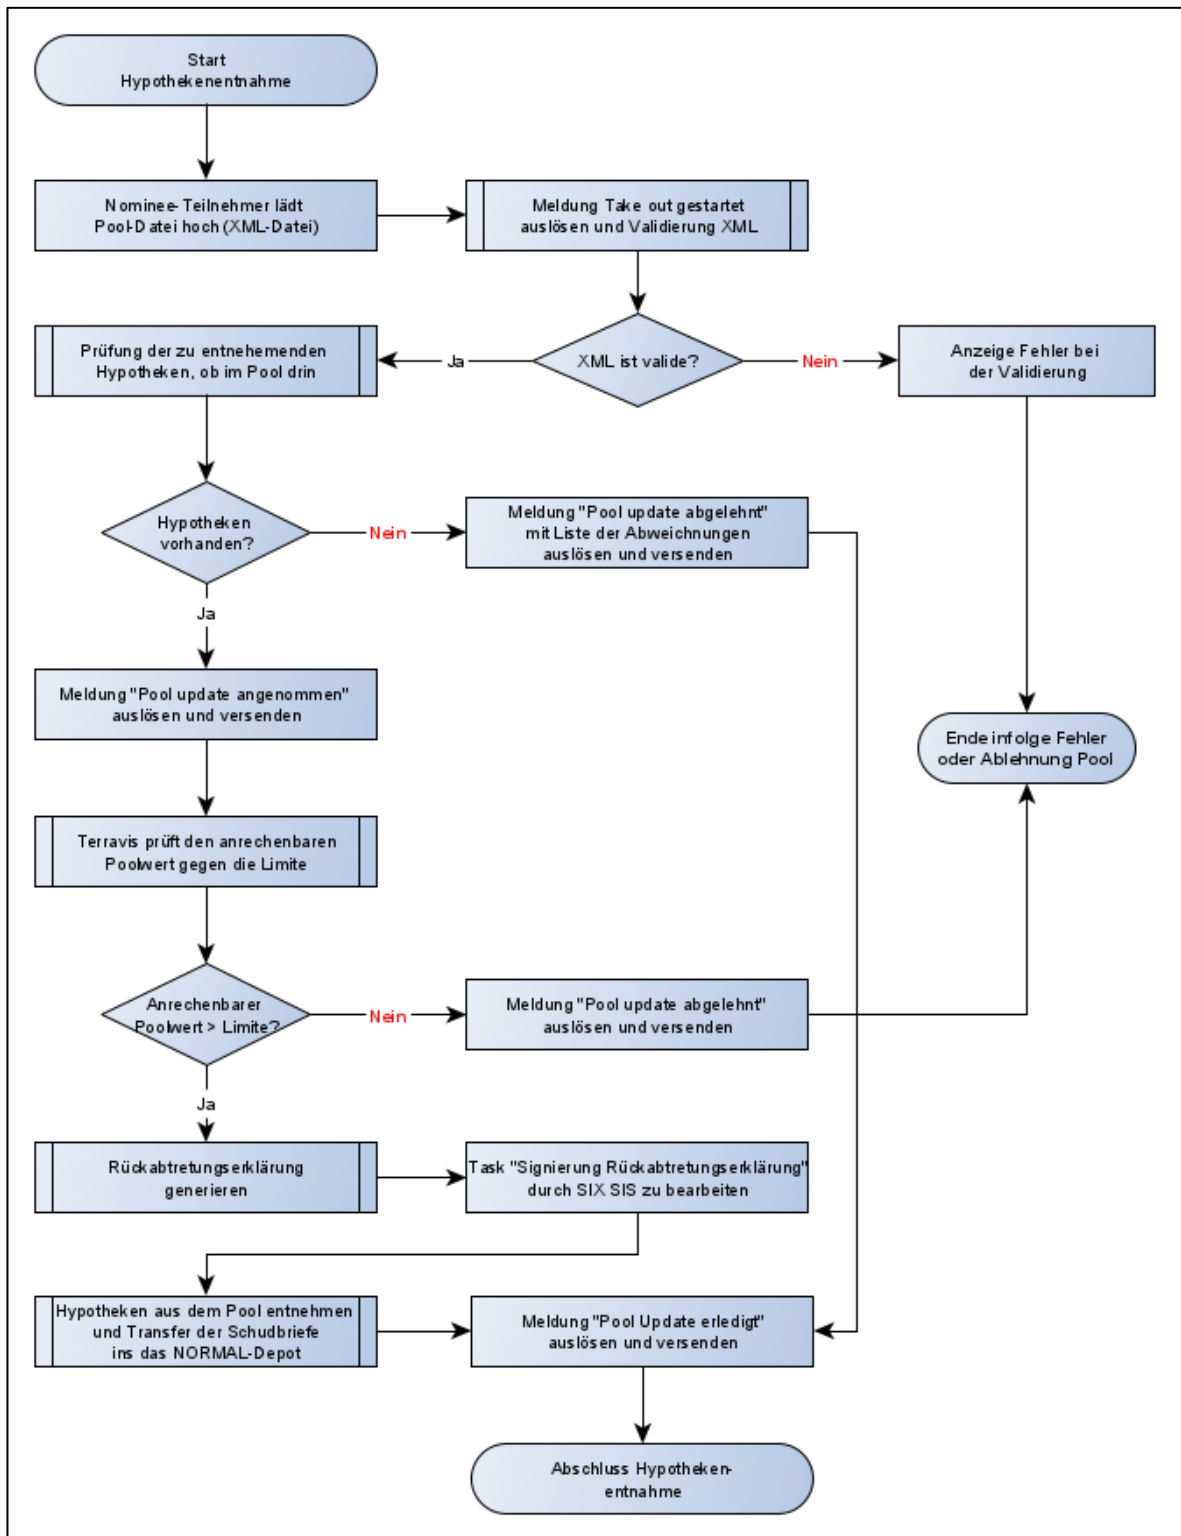 Start
Hypothekenentnahme
Nominee-Teilnehmer lädt
Pool-Datei hoch (XML-Datei)
Meldung Take out gestartet
auslösen und Validierung XML
Prüfung der zu entnehemenden
Hypotheken, ob im Pool drin
Ja
XML ist valide?
Nein
Anzeige Fehler bei
der Validierung
Hypotheken
vorhanden?
Nein
Meldung "Pool update abgelehnt"
mit Liste der Abweichnungen
auslösen und versenden
Ja
Meldung "Pool update angenommen"
auslösen und versenden
Ende infolge Fehler
oder Ablehnung Pool
Terravis prüft den anrechenbaren
Poolwert gegen die Limite
Anrechenbarer
Poolwert > Limite?
Nein
Meldung "Pool update abgelehnt"
auslösen und versenden
Ja
Rückabtretungserklärung
generieren
Task "Signierung Rückabtretungserklärung"
durch SIX SIS zu bearbeiten
Hypotheken aus dem Pool entnehmen
und Transfer der Schudbriefe
ins das NORMAL-Depot
Meldung "Pool Update erledigt"
auslösen und versenden
Abschluss Hypotheken-
entnahme